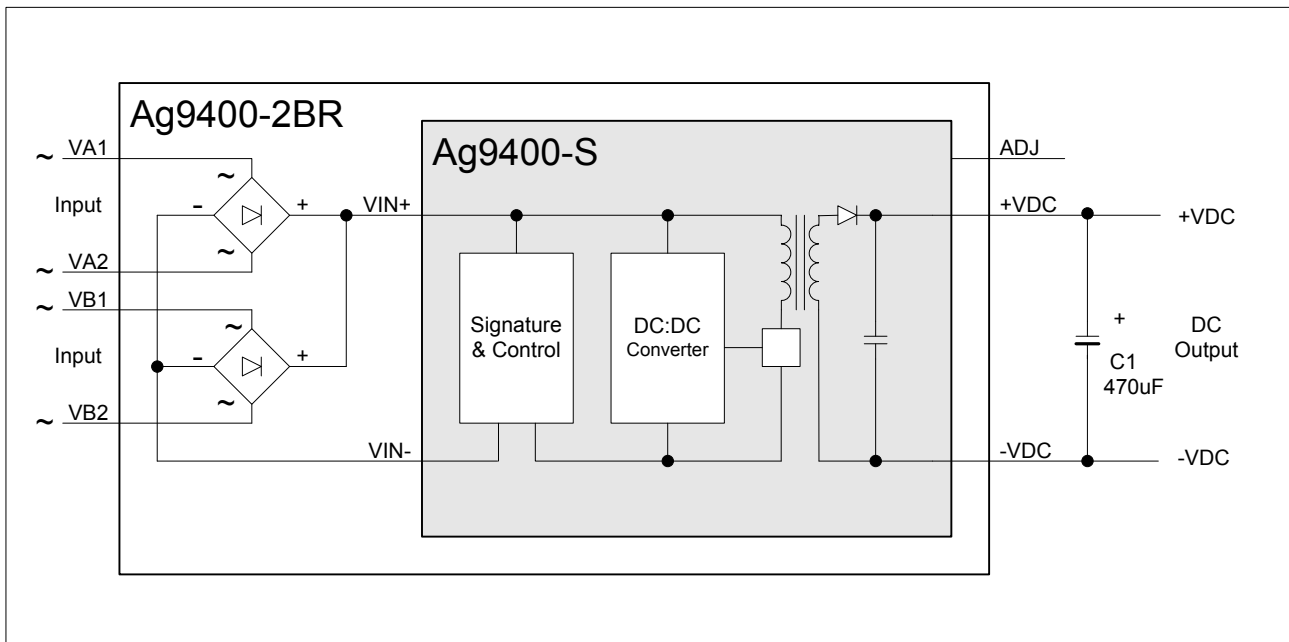 Ag9400-2BR
Ag9400-S
~ VA1
~
Input
- +
VIN+
~
~ VA2
~ VB1
~
Input
- +
~
~ VB2
VIN-
Signature
& Control
DC:DC
Converter
ADJ
+VDC
+VDC
+
C1
470uF
DC
Output
-VDC
-VDC